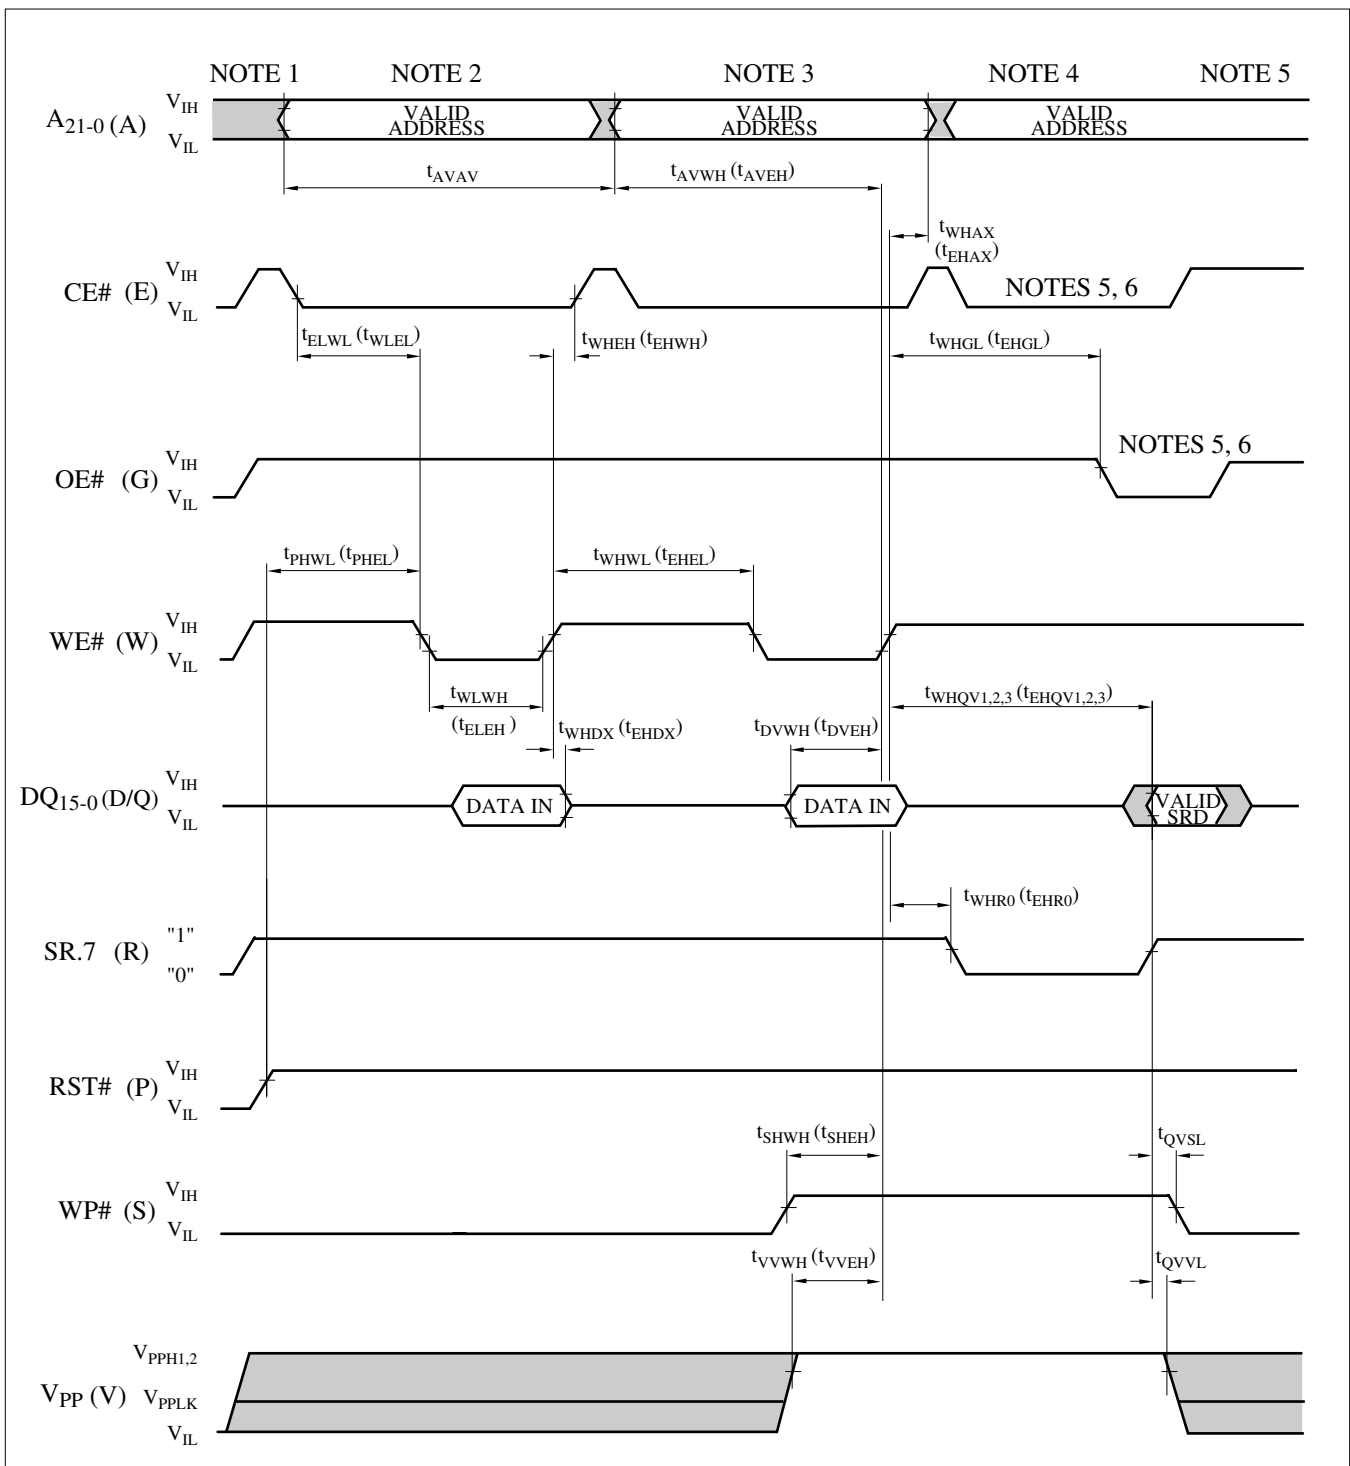 NOTE 1 NOTE 2 NOTE 3 NOTE 4 NOTE 5
A21-0 (A) VIH VALID ADDRESS VALID ADDRESS VALID ADDRESS
VIL
tAVAV tAVWH (tAVEH)
tWHAX
(tEHAX)
CE# (E) VIH NOTES 5, 6
VIL
tELWL (tWLEL) tWHEH (tEHWH) tWHGL (tEHGL)
OE# (G) VIH NOTES 5, 6
VIL
tPHWL (tPHEL) tWHWL (tEHEL)
WE# (W) VIH
VIL
tWLWH tWHQV1,2,3 (tEHQV1,2,3)
(tELEH ) tWHDX (tEHDX) tDVWH (tDVEH)
DQ15-0 (D/Q) VIH DATA IN DATA IN VALID SRD
VIL
tWHR0 (tEHR0)
SR.7 (R) "1"
"0"
RST# (P) VIH
VIL
tSHWH (tSHEH) tQVSL
WP# (S) VIH
VIL
tVVWH (tVVEH) tQVVL
VPPH1,2
VPP (V) VPPLK
VIL